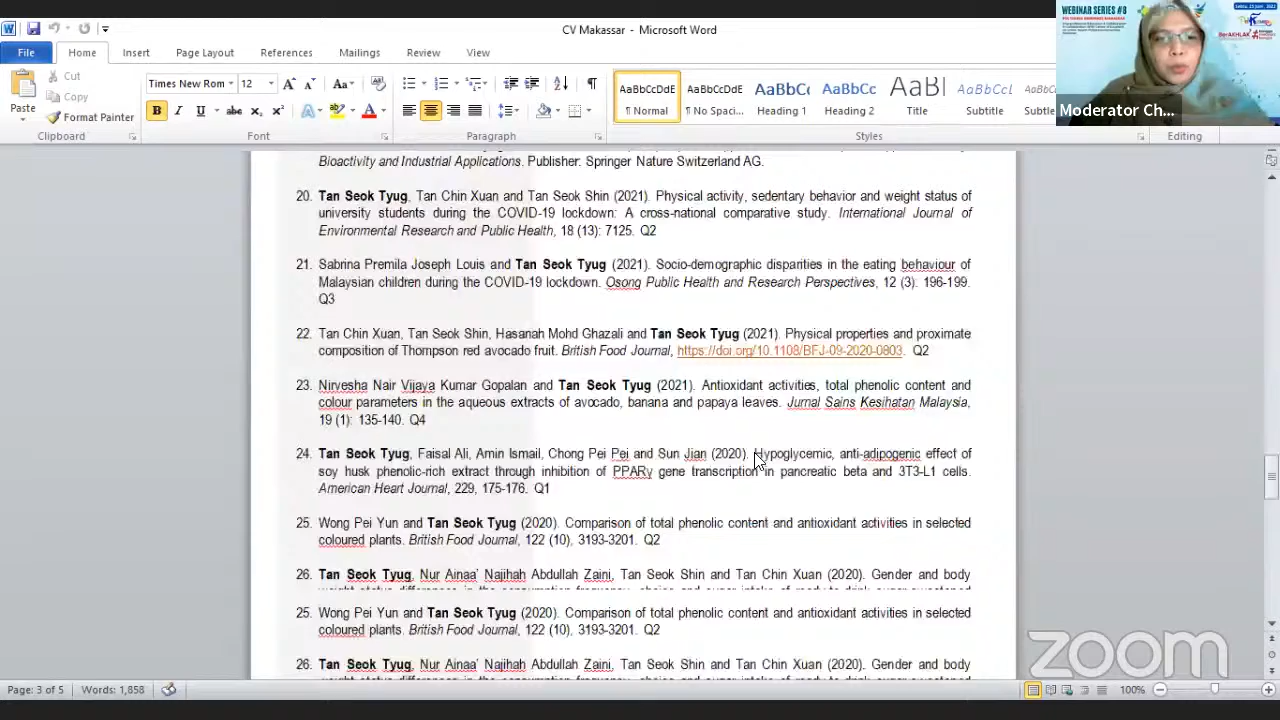 CV Makassar - Microsoft Word
File Home Insert Page Layout References Mailings Review View
Paste
Cut
Copy
Format Painter
Clipboard
Times New Rom 12
Font
Paragraph
AaBbCcDdE AaBbCcDdE AaBbC AaBbCc AaBb AaBbCcL
¶ Normal ¶ No Spaci... Heading 1 Heading 2 Title Subtitle
Styles
Editing
WEBINAR SERIES #8
BerAKHLAK
Moderator Ch...
Bioactivity and Industrial Applications. Publisher: Springer Nature Switzerland AG.
20. Tan Seok Tyug, Tan Chin Xuan and Tan Seok Shin (2021). Physical activity, sedentary behavior and weight status of
university students during the COVID-19 lockdown: A cross-national comparative study. International Journal of
Environmental Research and Public Health, 18 (13): 7125. Q2
21. Sabrina Premila Joseph Louis and Tan Seok Tyug (2021). Socio-demographic disparities in the eating behaviour of
Malaysian children during the COVID-19 lockdown. Osong Public Health and Research Perspectives, 12 (3). 196-199.
Q3
22. Tan Chin Xuan, Tan Seok Shin, Hasanah Mohd Ghazali and Tan Seok Tyug (2021). Physical properties and proximate
composition of Thompson red avocado fruit. British Food Journal, https://doi.org/10.1108/BFJ-09-2020-0803. Q2
23. Nirvesha Nair Vijaya Kumar Gopalan and Tan Seok Tyug (2021). Antioxidant activities, total phenolic content and
colour parameters in the aqueous extracts of avocado, banana and papaya leaves. Jurnal Sains Kesihatan Malaysia,
19 (1): 135-140. Q4
24. Tan Seok Tyug, Faisal Ali, Amin Ismail, Chong Pei Pei and Sun Jian (2020). Hypoglycemic, anti-adipogenic effect of
soy husk phenolic-rich extract through inhibition of PPARγ gene transcription in pancreatic beta and 3T3-L1 cells.
American Heart Journal, 229, 175-176. Q1
25. Wong Pei Yun and Tan Seok Tyug (2020). Comparison of total phenolic content and antioxidant activities in selected
coloured plants. British Food Journal, 122 (10), 3193-3201. Q2
26. Tan Seok Tyug, Nur Ainaa' Najihah Abdullah Zaini, Tan Seok Shin and Tan Chin Xuan (2020). Gender and body
25. Wong Pei Yun and Tan Seok Tyug (2020). Comparison of total phenolic content and antioxidant activities in selected
coloured plants. British Food Journal, 122 (10), 3193-3201. Q2
26. Tan Seok Tyug, Nur Ainaa' Najihah Abdullah Zaini, Tan Seok Shin and Tan Chin Xuan (2020). Gender and body
zoom
Page: 3 of 5 Words: 1,858 100%